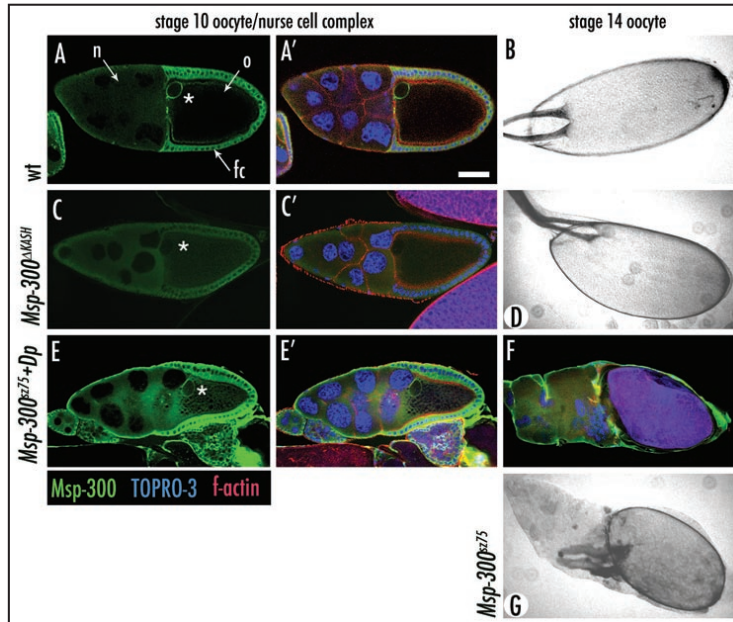 stage 10 oocyte/nurse cell complex
stage 14 oocyte
A
n
o
*
fc
A′
B
wt
C
*
C′
D
Msp-300ΔKASH
E
*
E′
F
Msp-300sz75+Dp
Msp-300 TOPRO-3 f-actin
G
Msp-300sz75